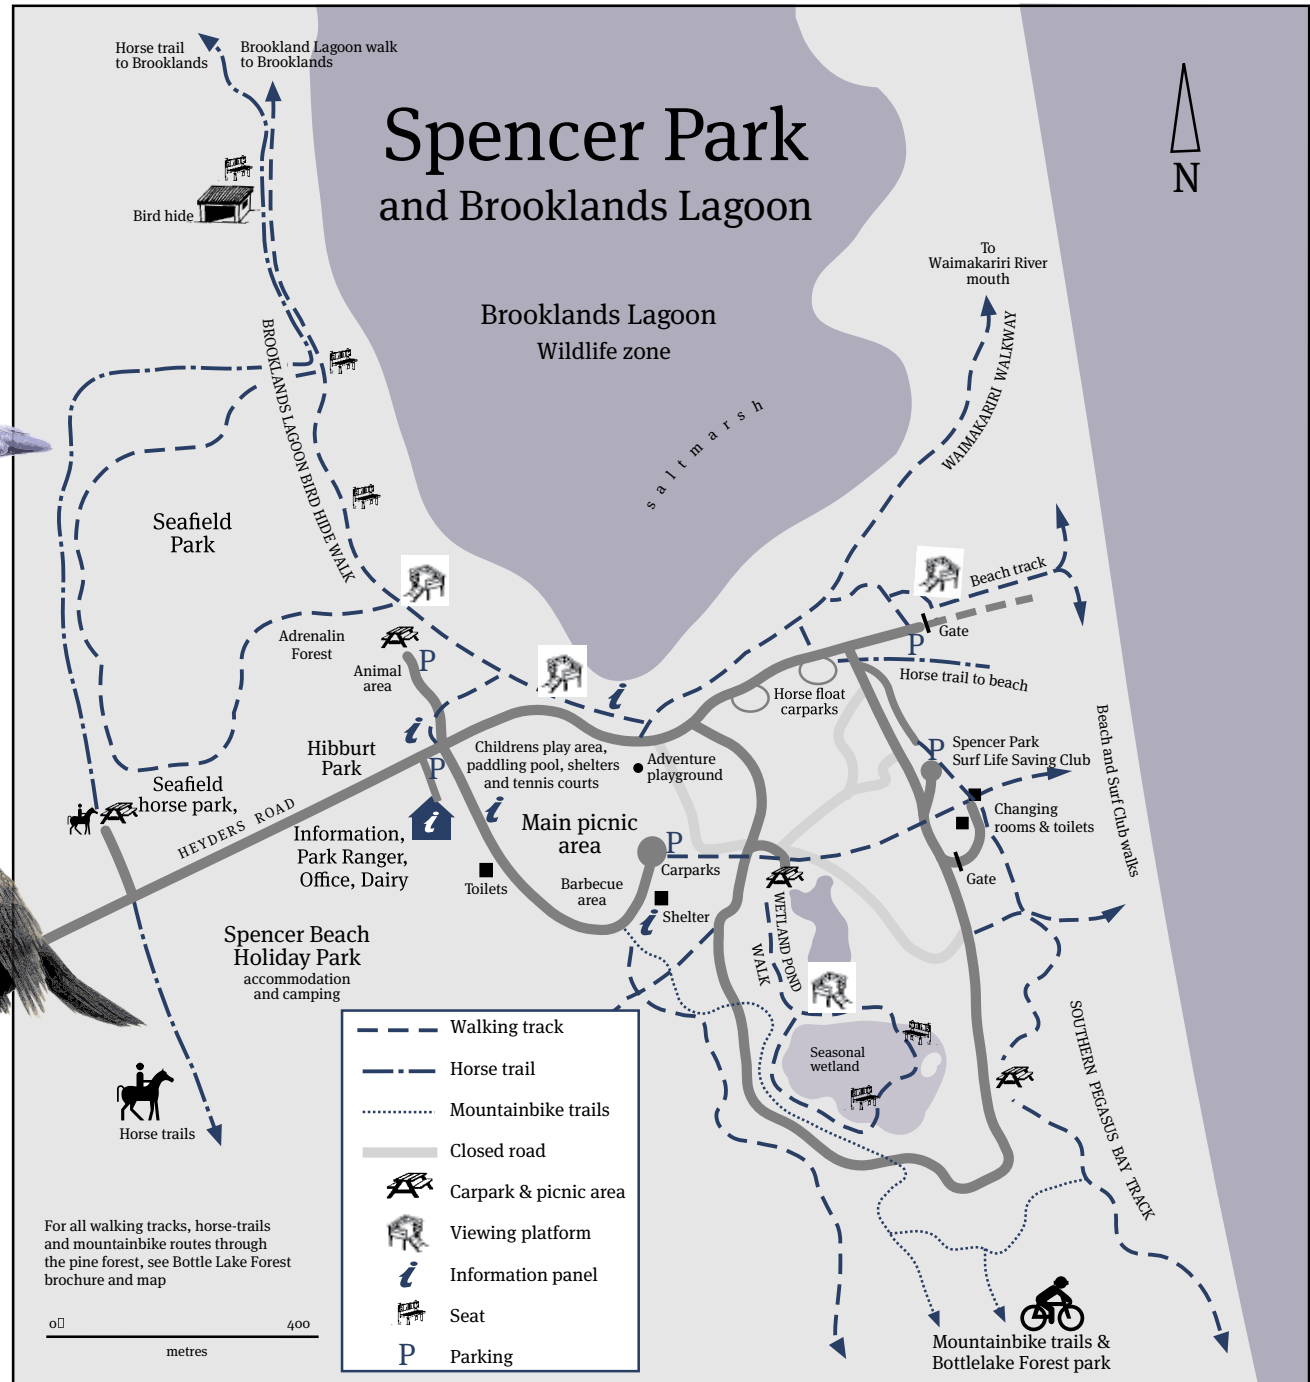 Horse trail
to Brooklands
Brookland Lagoon walk
to Brooklands
Spencer Park
and Brooklands Lagoon
N
Bird hide
To
Waimakariri River
mouth
Brooklands Lagoon
Wildlife zone
BROOKLANDS LAGOON BIRD HIDE WALK
WAIMAKARIRI WALKWAY
saltmarsh
Seafield
Park
Beach track
Gate
P
Adrenalin
Forest
Animal
area
P
i
Horse trail to beach
Horse float
carparks
Beach and Surf Club walks
i
Hibburt
Park
P
Childrens play area,
paddling pool, shelters
and tennis courts
Adventure
playground
P
Spencer Park
Surf Life Saving Club
Seafield
horse park,
HEYDERS ROAD
i
i
Information,
Park Ranger,
Office, Dairy
Main picnic
area
P
Carparks
Changing
rooms & toilets
Gate
Toilets
Barbecue
area
i
Shelter
WETLAND POND
WALK
Spencer Beach
Holiday Park
accommodation
and camping
Seasonal
wetland
SOUTHERN PEGASUS BAY TRACK
Horse trails
Walking track
Horse trail
Mountainbike trails
Closed road
Carpark & picnic area
Viewing platform
i
Information panel
Seat
P
Parking
For all walking tracks, horse-trails
and mountainbike routes through
the pine forest, see Bottle Lake Forest
brochure and map
0 400
metres
Mountainbike trails &
Bottlelake Forest park